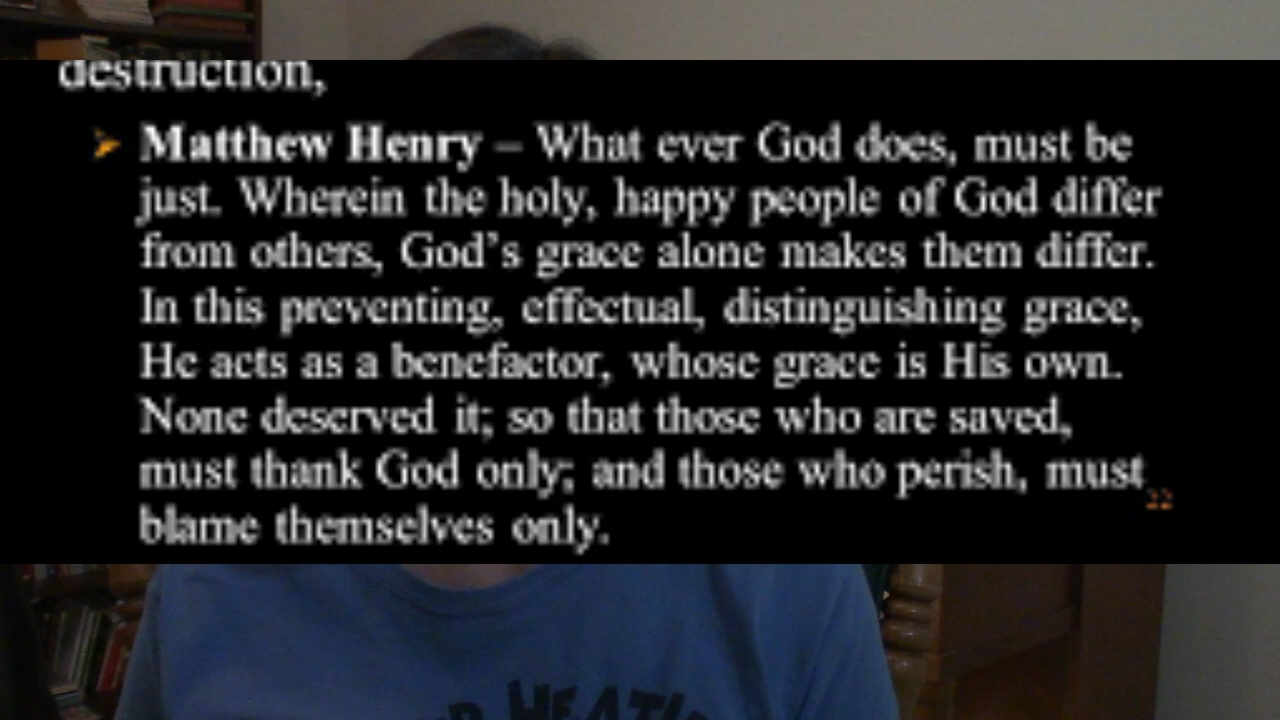 destruction,
➢ Matthew Henry – What ever God does, must be
just. Wherein the holy, happy people of God differ
from others, God’s grace alone makes them differ.
In this preventing, effectual, distinguishing grace,
He acts as a benefactor, whose grace is His own.
None deserved it; so that those who are saved,
must thank God only; and those who perish, must
22
blame themselves only.
HEATH